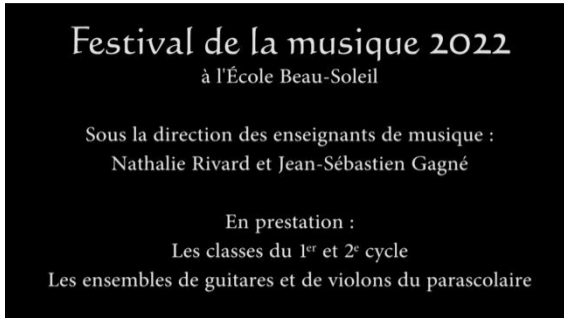 Festival de la musique 2022
à l'École Beau-Soleil
Sous la direction des enseignants de musique :
Nathalie Rivard et Jean-Sébastien Gagné
En prestation :
Les classes du 1er et 2e cycle
Les ensembles de guitares et de violons du parascolaire